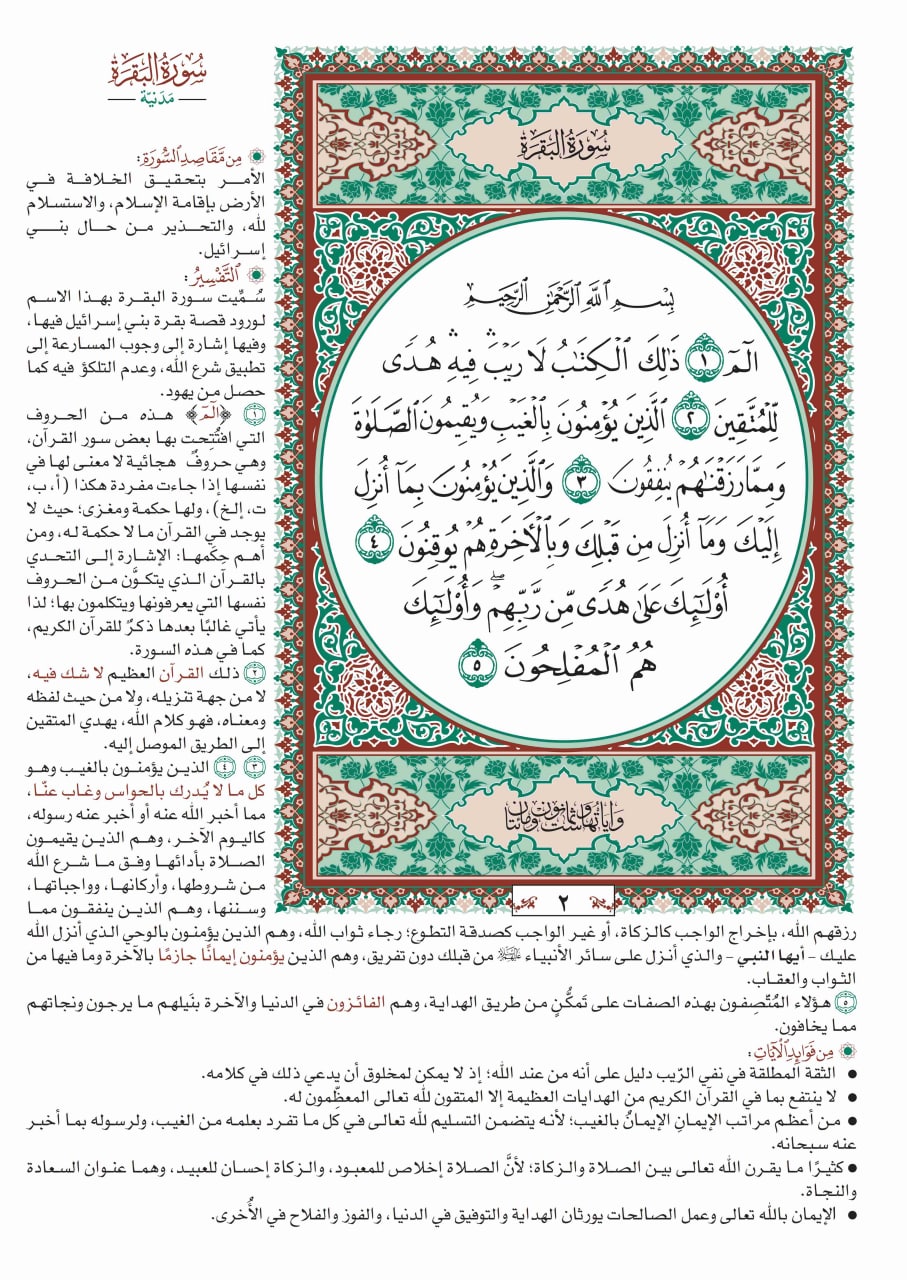 سُورَةُ البَقَرَةِ
مَدَنيّة
سُورَةُ البَقَرَةِ
بِسْمِ ٱللَّهِ ٱلرَّحْمَٰنِ ٱلرَّحِيمِ
الٓمٓ ١ ذَٰلِكَ ٱلْكِتَٰبُ لَا رَيْبَ ۛ فِيهِ ۛ هُدًى
لِّلْمُتَّقِينَ ٢ ٱلَّذِينَ يُؤْمِنُونَ بِٱلْغَيْبِ وَيُقِيمُونَ ٱلصَّلَوٰةَ
وَمِمَّا رَزَقْنَٰهُمْ يُنفِقُونَ ٣ وَٱلَّذِينَ يُؤْمِنُونَ بِمَآ أُنزِلَ
إِلَيْكَ وَمَآ أُنزِلَ مِن قَبْلِكَ وَبِٱلْءَاخِرَةِ هُمْ يُوقِنُونَ ٤
أُو۟لَٰٓئِكَ عَلَىٰ هُدًى مِّن رَّبِّهِمْ ۖ وَأُو۟لَٰٓئِكَ
هُمُ ٱلْمُفْلِحُونَ ٥
وَآيَاتُهَا سِتٌّ وَثَمَانُونَ وَمِائَتَانِ
٢
مِن مَّقَاصِدِ ٱلسُّورَةِ:
الأمر بتحقيق الخلافة في
الأرض بإقامة الإسلام، والاستسلام
لله، والتحذير من حال بني
إسرائيل.
ٱلتَّفْسِيرُ:
سُمِّيت سورة البقرة بهذا الاسم
لورود قصة بقرة بني إسرائيل فيها،
وفيها إشارة إلى وجوب المسارعة إلى
تطبيق شرع الله، وعدم التلكؤ فيه كما
حصل من يهود.
١ ﴿الٓمٓ﴾ هذه من الحروف
التي افتُتِحت بها بعض سور القرآن،
وهي حروفٌ هجائية لا معنى لها في
نفسها إذا جاءت مفردة هكذا (أ، ب،
ت، إلخ)، ولها حكمة ومغزى؛ حيث لا
يوجد في القرآن ما لا حكمة له، ومن
أهم حِكَمها: الإشارة إلى التحدي
بالقرآن الذي يتكوَّن من الحروف
نفسها التي يعرفونها ويتكلمون بها؛ لذا
يأتي غالبًا بعدها ذكرٌ للقرآن الكريم،
كما في هذه السورة.
٢ ذلك القرآن العظيم لا شك فيه،
لا من جهة تنزيله، ولا من حيث لفظه
ومعناه، فهو كلام الله، يهدي المتقين
إلى الطريق الموصل إليه.
٣ ٤ الذين يؤمنون بالغيب وهو
كل ما لا يُدرك بالحواس وغاب عنّا،
مما أخبر الله عنه أو أخبر عنه رسوله،
كاليوم الآخر، وهم الذين يقيمون
الصلاة بأدائها وفق ما شرع الله
من شروطها، وأركانها، وواجباتها،
وسننها، وهم الذين ينفقون مما
رزقهم الله، بإخراج الواجب كالزكاة، أو غير الواجب كصدقة التطوع؛ رجاء ثواب الله، وهم الذين يؤمنون بالوحي الذي أنزل الله
عليك - أيها النبي - والذي أنزل على سائر الأنبياء ﷺ من قبلك دون تفريق، وهم الذين يؤمنون إيمانًا جازمًا بالآخرة وما فيها من
الثواب والعقاب.
٥ هؤلاء المُتّصِفون بهذه الصفات على تَمكُّنٍ من طريق الهداية، وهم الفائزون في الدنيا والآخرة بنَيلهم ما يرجون ونجاتهم
مما يخافون.
مِن فَوَائِدِ ٱلْآيَاتِ:
• الثقة المطلقة في نفي الرّيب دليل على أنه من عند الله؛ إذ لا يمكن لمخلوق أن يدعي ذلك في كلامه.
• لا ينتفع بما في القرآن الكريم من الهدايات العظيمة إلا المتقون لله تعالى المعظِّمون له.
• من أعظم مراتب الإيمانِ الإيمانُ بالغيب؛ لأنه يتضمن التسليم لله تعالى في كل ما تفرد بعلمه من الغيب، ولرسوله بما أخبر
عنه سبحانه.
• كثيرًا ما يقرن الله تعالى بين الصلاة والزكاة؛ لأنَّ الصلاة إخلاص للمعبود، والزكاة إحسان للعبيد، وهما عنوان السعادة
والنجاة.
• الإيمان بالله تعالى وعمل الصالحات يورثان الهداية والتوفيق في الدنيا، والفوز والفلاح في الأُخرى.